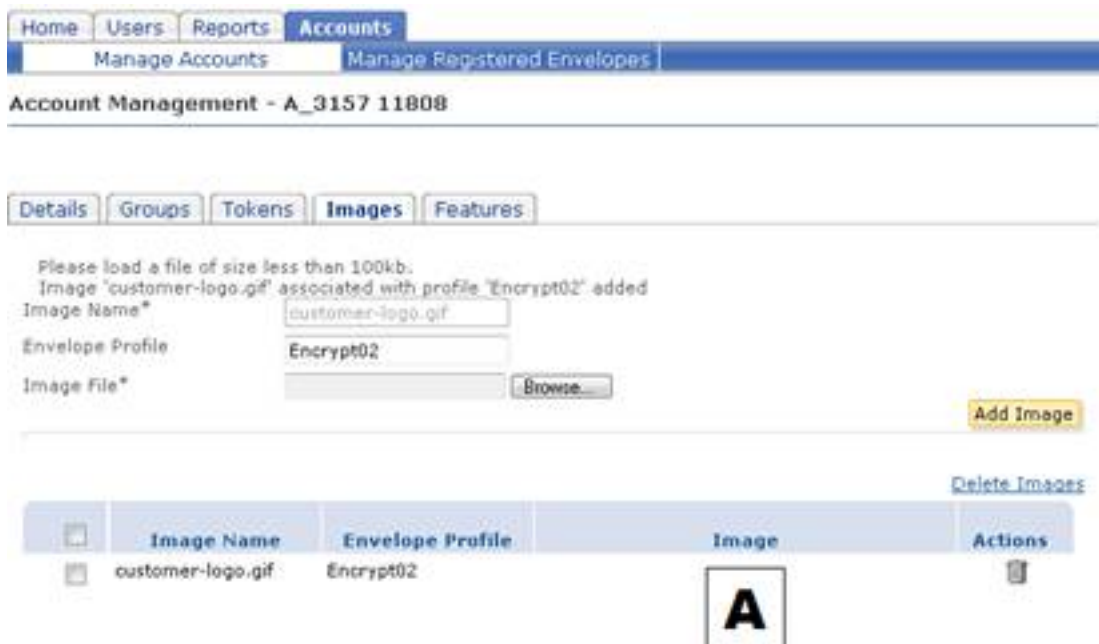 Home Users Reports Accounts
Manage Accounts Manage Registered Envelopes
Account Management - A_3157 11808
Details Groups Tokens Images Features
Please load a file of size less than 100kb.
Image 'customer-logo.gif' associated with profile 'Encrypt02' added
Image Name* customer-logo.gif
Envelope Profile Encrypt02
Image File* Browse...
Add Image
Delete Images
Image Name Envelope Profile Image Actions
customer-logo.gif Encrypt02
A